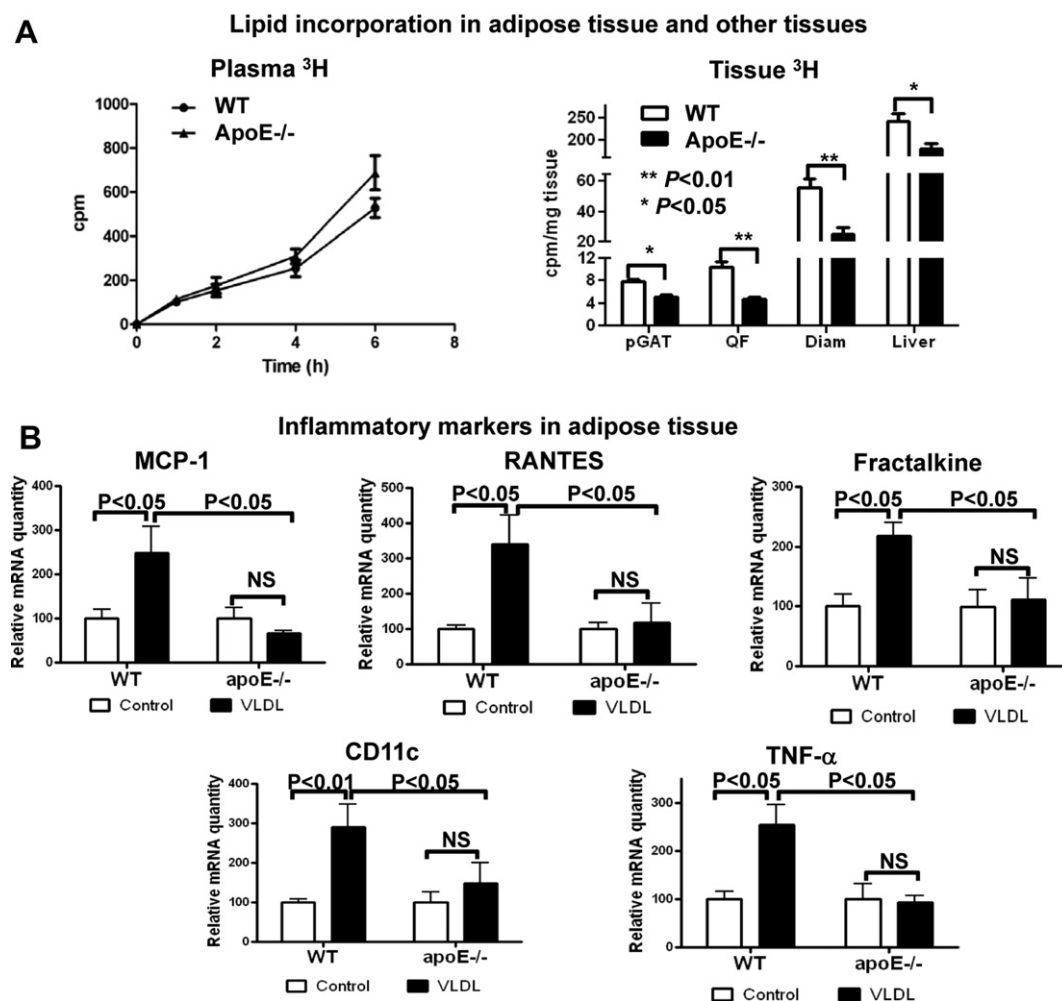 A
Lipid incorporation in adipose tissue and other tissues
Plasma ³H
WT
ApoE-/-
cpm
1000
800
600
400
200
0
0 2 4 6 8
Time (h)
Tissue ³H
WT
ApoE-/-
** P<0.01
* P<0.05
cpm/mg tissue
250
200
60
40
20
12
8
4
0
* ** ** *
pGAT QF Diam Liver
B
Inflammatory markers in adipose tissue
MCP-1
P<0.05 P<0.05
NS
Relative mRNA quantity
400
300
200
100
0
WT apoE-/-
Control VLDL
RANTES
P<0.05 P<0.05
NS
Relative mRNA quantity
500
400
300
200
100
0
WT apoE-/-
Control VLDL
Fractalkine
P<0.05 P<0.05
NS
Relative mRNA quantity
300
200
100
0
WT apoE-/-
Control VLDL
CD11c
P<0.01 P<0.05
NS
Relative mRNA quantity
400
300
200
100
0
WT apoE-/-
Control VLDL
TNF-α
P<0.05 P<0.05
NS
Relative mRNA quantity
300
200
100
0
WT apoE-/-
Control VLDL